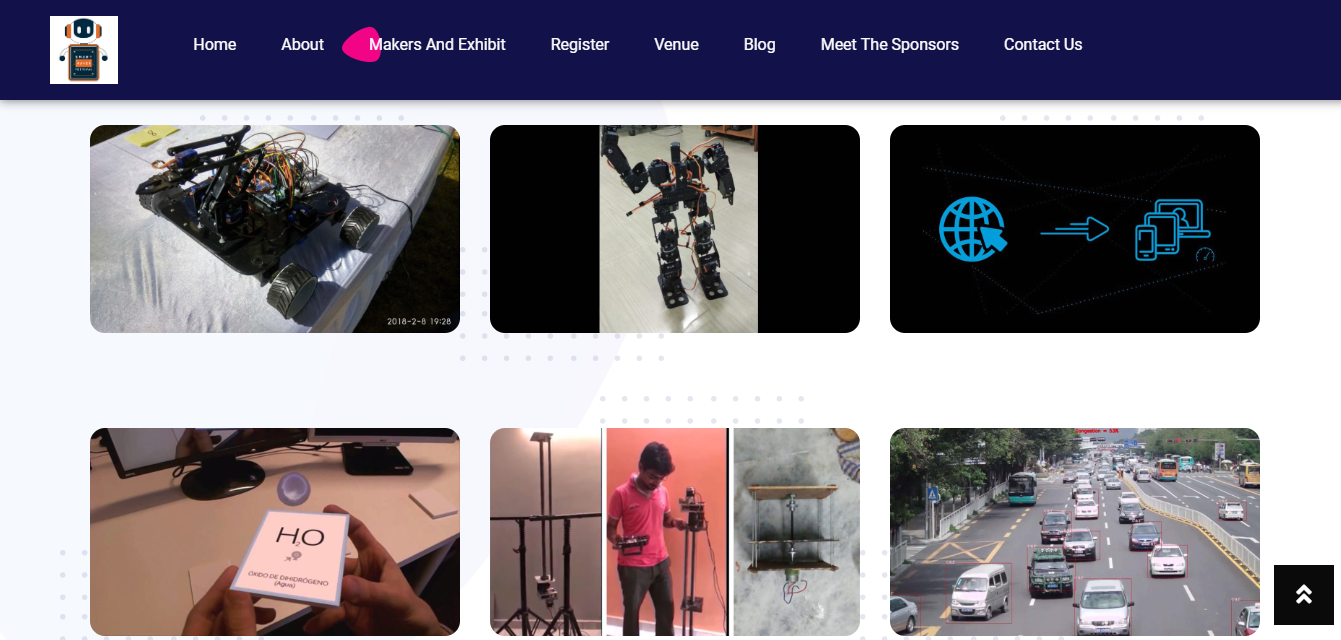 Home
About
Makers And Exhibit
Register
Venue
Blog
Meet The Sponsors
Contact Us
2018-2-8 19:28
H2O
ÓXIDO DE DIHIDRÓGENO
(Agua)